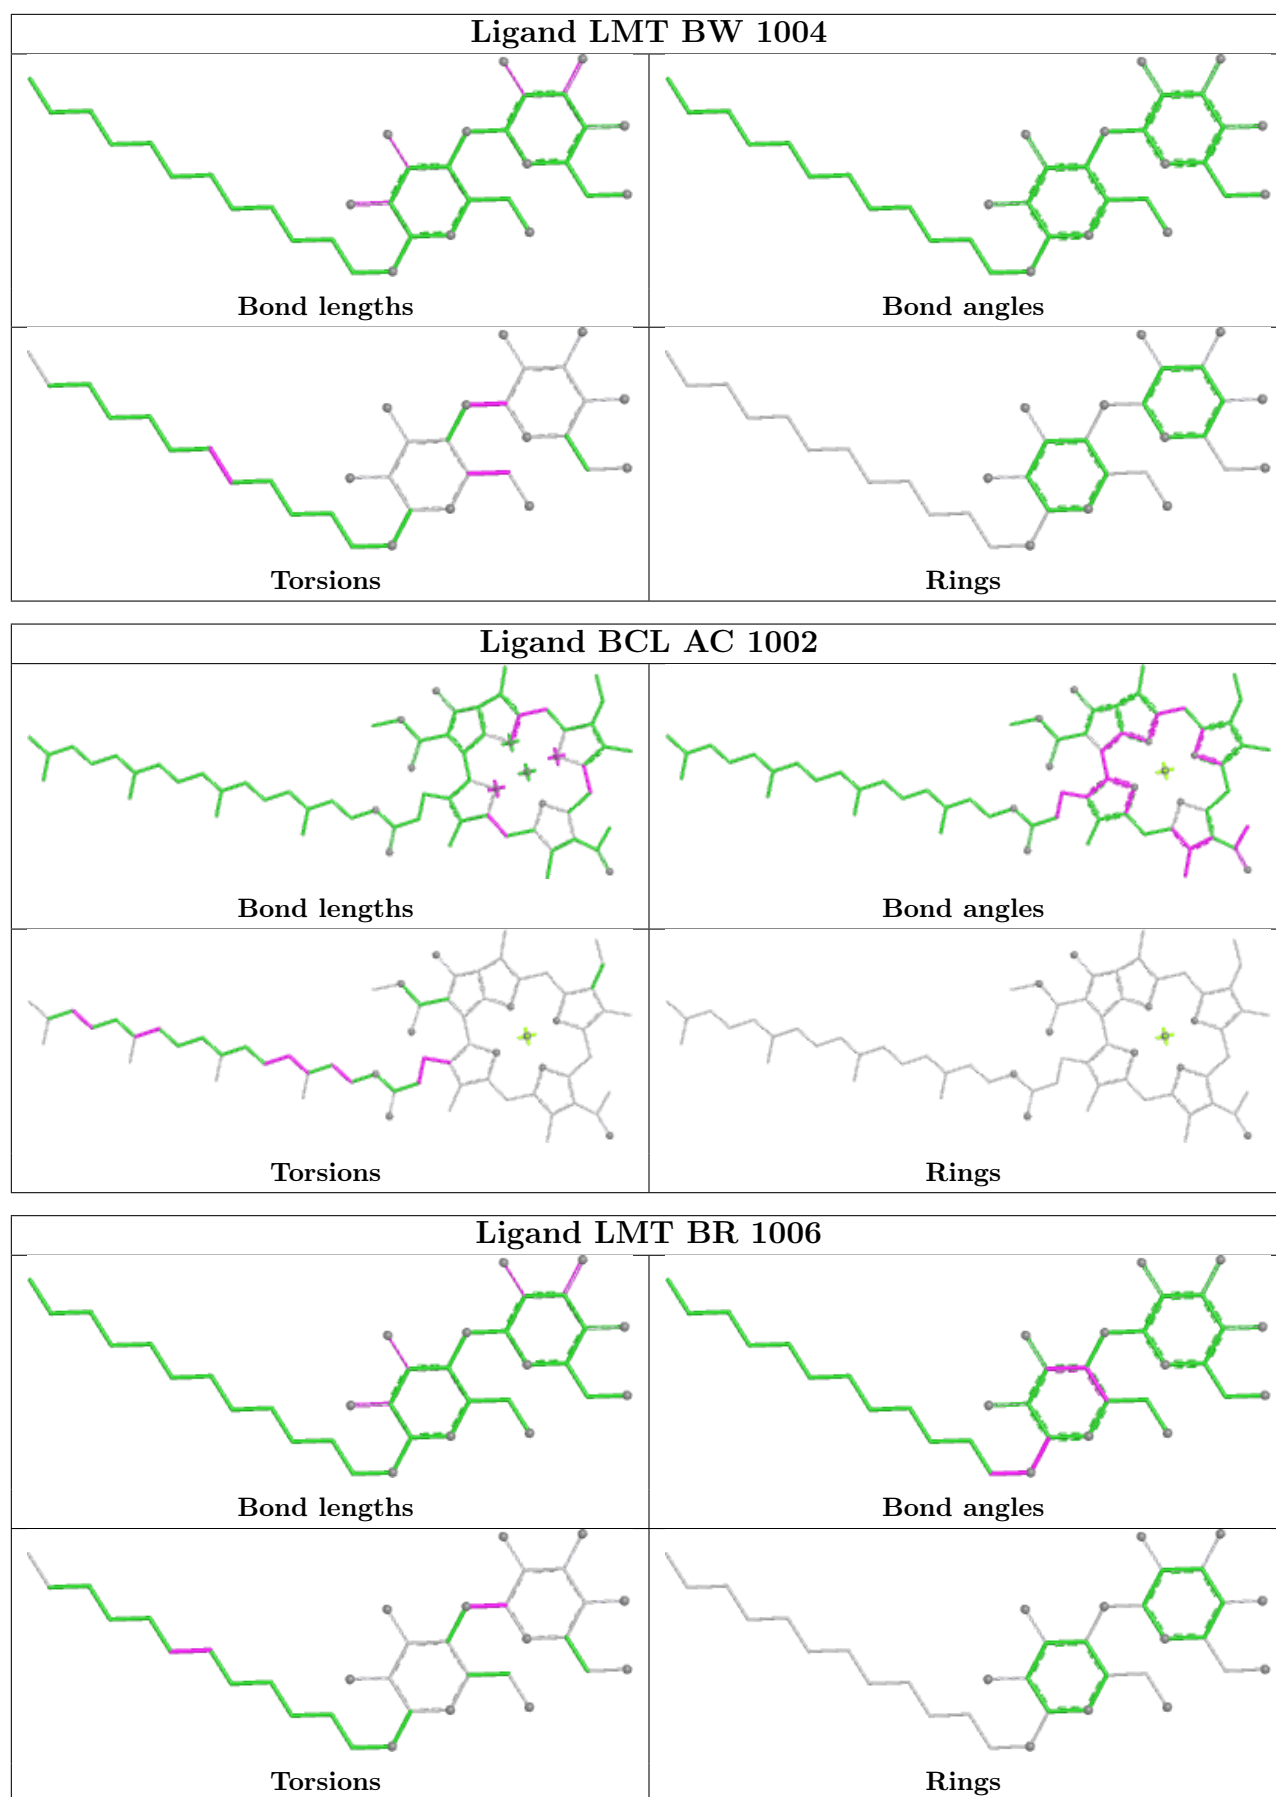 Ligand LMT BW 1004
Bond lengths
Bond angles
Torsions
Rings
Ligand BCL AC 1002
Bond lengths
Bond angles
Torsions
Rings
Ligand LMT BR 1006
Bond lengths
Bond angles
Torsions
Rings